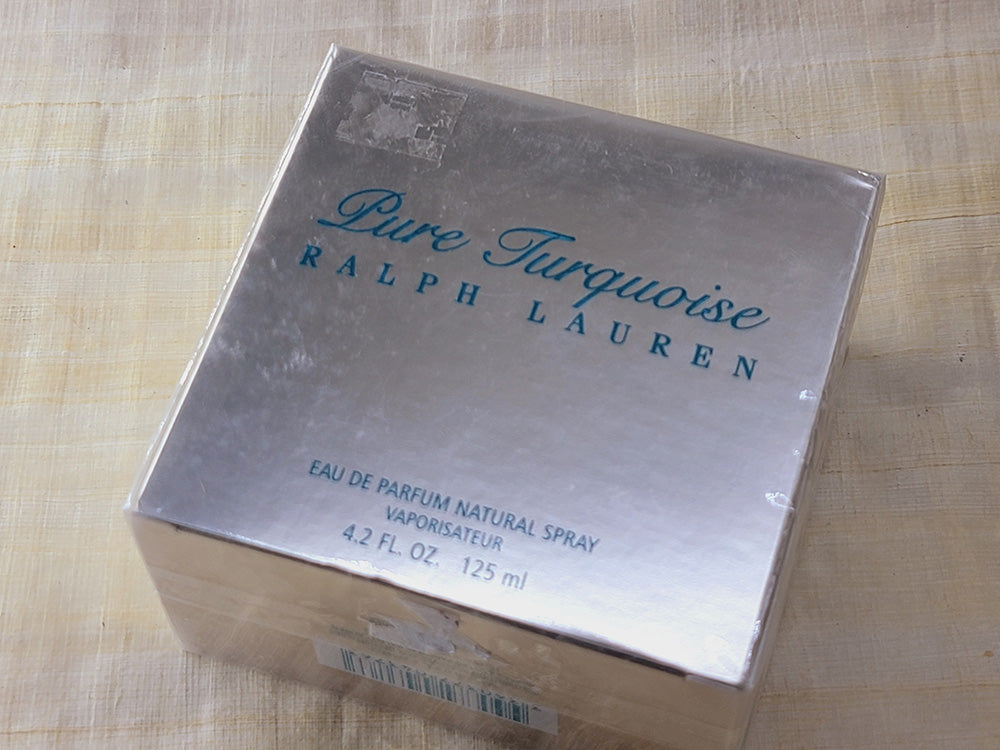 Pure Turquoise
RALPH LAUREN
EAU DE PARFUM NATURAL SPRAY
VAPORISATEUR
4.2 FL. OZ. 125 ml